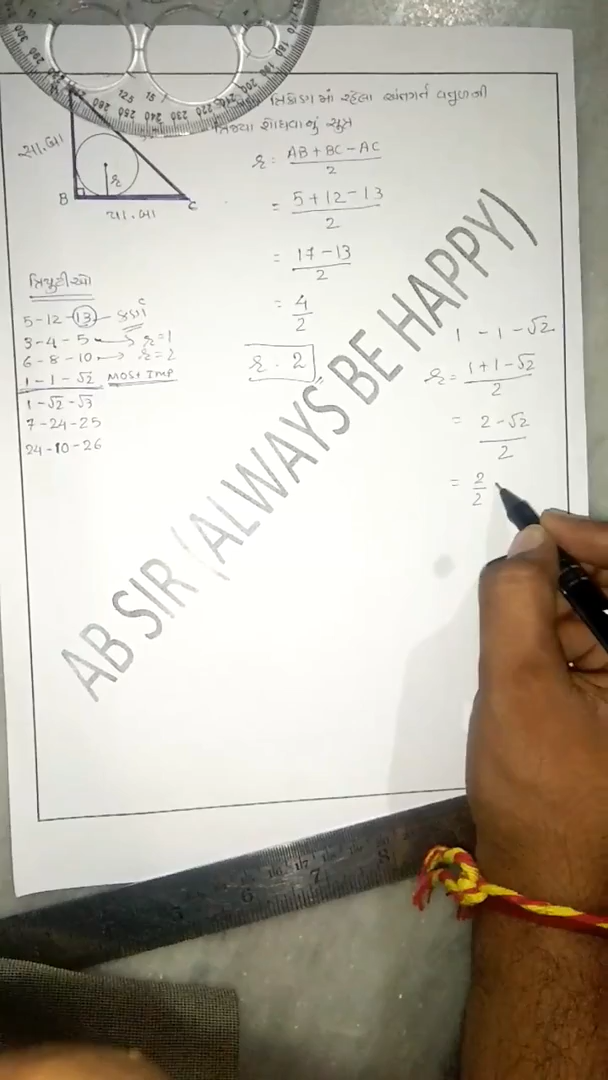 ત્રિકોણમાં રહેલા અંતર્ગત વર્તુળની
ત્રિજ્યા શોધવાનું સુત્ર
સા.બા
B
C
r
સા.બા
r = AB + BC - AC / 2
= 5 + 12 - 13 / 2
= 17 - 13 / 2
= 4 / 2
r = 2
ત્રિપુટીઓ
5 - 12 - 13 - કર્ણ
3 - 4 - 5 → r = 1
6 - 8 - 10 → r = 2
1 - 1 - √2 MOST IMP
1 - √2 - √3
7 - 24 - 25
24 - 10 - 26
1 - 1 - √2
r = 1 + 1 - √2 / 2
= 2 - √2 / 2
= 2 / 2
AB SIR (ALWAYS BE HAPPY)